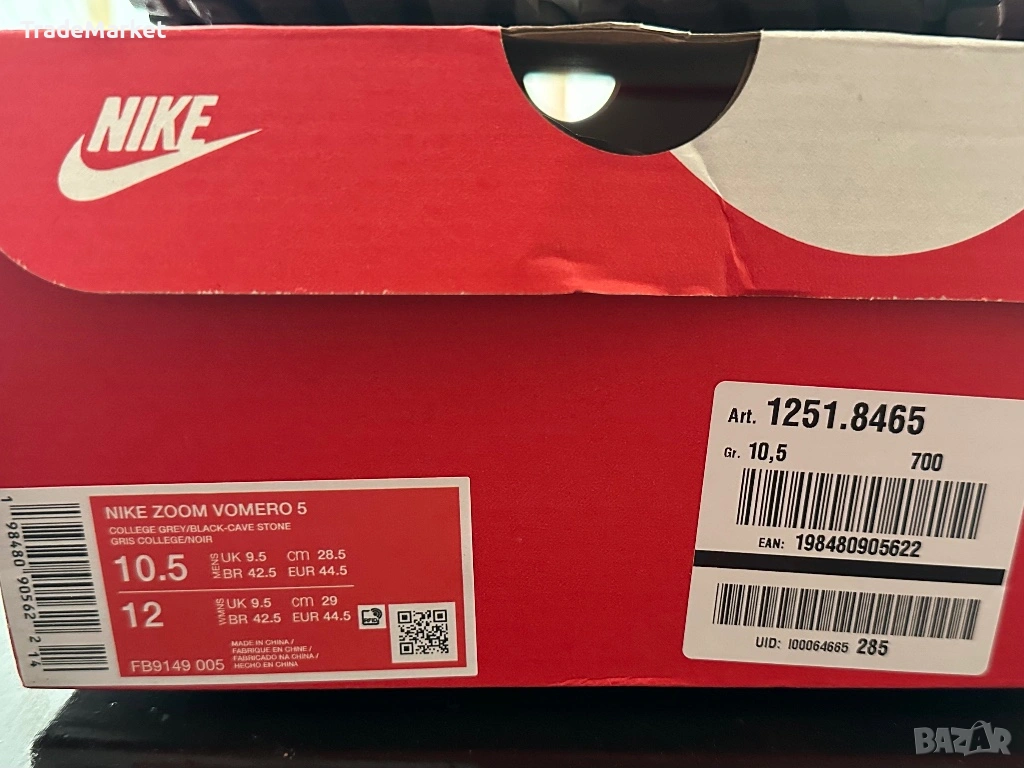 TradeMarket
NIKE
Art. 1251.8465
Gr. 10,5 700
EAN: 198480905622
UID: I00064665 285
1 98480 90562 2 14
NIKE ZOOM VOMERO 5
COLLEGE GREY/BLACK-CAVE STONE
GRIS COLLEGE/NOIR
10.5 MENS UK 9.5 cm 28.5
BR 42.5 EUR 44.5
12 WMNS UK 9.5 cm 29
BR 42.5 EUR 44.5
RFID
MADE IN CHINA /
FABRIQUE EN CHINE /
FABRICADO NA CHINA /
HECHO EN CHINA
FB9149 005
BAZAR